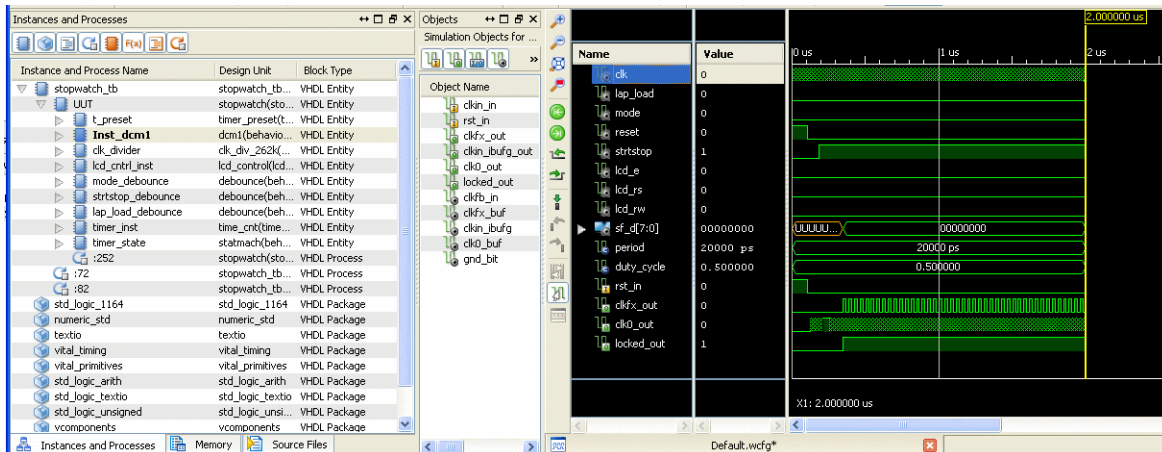 Instances and Processes
Instance and Process Name Design Unit Block Type
stopwatch_tb stopwatch_tb... VHDL Entity
UUT stopwatch(sto... VHDL Entity
t_preset timer_preset(t... VHDL Entity
Inst_dcm1 dcm1(behavio... VHDL Entity
clk_divider clk_div_262k(... VHDL Entity
lcd_cntrl_inst lcd_control(lcd... VHDL Entity
mode_debounce debounce(beh... VHDL Entity
strtstop_debounce debounce(beh... VHDL Entity
lap_load_debounce debounce(beh... VHDL Entity
timer_inst time_cnt(time... VHDL Entity
timer_state statmach(beh... VHDL Entity
:252 stopwatch(sto... VHDL Process
:72 stopwatch_tb... VHDL Process
:82 stopwatch_tb... VHDL Process
std_logic_1164 std_logic_1164 VHDL Package
numeric_std numeric_std VHDL Package
textio textio VHDL Package
vital_timing vital_timing VHDL Package
vital_primitives vital_primitives VHDL Package
std_logic_arith std_logic_arith VHDL Package
std_logic_textio std_logic_textio VHDL Package
std_logic_unsigned std_logic_unsi... VHDL Package
vcomponents vcomponents VHDL Package
Instances and Processes Memory Source Files
Objects
Simulation Objects for ...
Object Name
clkin_in
rst_in
clkfx_out
clkin_ibufg_out
clk0_out
locked_out
clkfb_in
clkfx_buf
clkin_ibufg
clk0_buf
gnd_bit
2.000000 us
Name Value 0 us 1 us 2 us
clk 0
lap_load 0
mode 0
reset 0
strtstop 1
lcd_e 0
lcd_rs 0
lcd_rw 0
sf_d[7:0] 00000000 UUUUU... 00000000
period 20000 ps 20000 ps
duty_cycle 0.500000 0.500000
rst_in 0
clkfx_out 0
clk0_out 0
locked_out 1
X1: 2.000000 us
Default.wcfg*